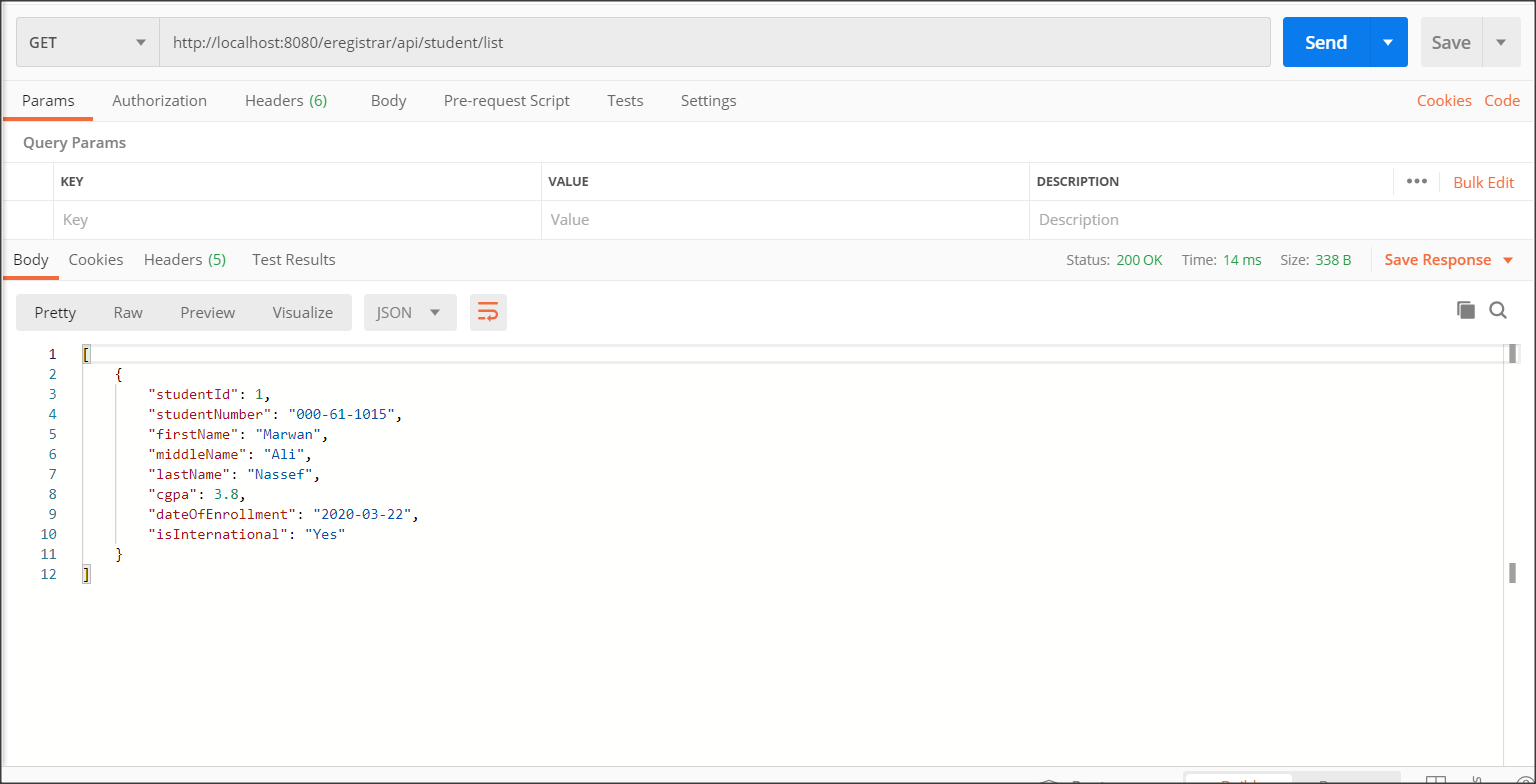 GET http://localhost:8080/eregistrar/api/student/list Send Save
Params Authorization Headers (6) Body Pre-request Script Tests Settings Cookies Code
Query Params
KEY VALUE DESCRIPTION Bulk Edit
Key Value Description
Body Cookies Headers (5) Test Results Status: 200 OK Time: 14 ms Size: 338 B Save Response
Pretty Raw Preview Visualize JSON
1 [
2 {
3 "studentId": 1,
4 "studentNumber": "000-61-1015",
5 "firstName": "Marwan",
6 "middleName": "Ali",
7 "lastName": "Nassef",
8 "cgpa": 3.8,
9 "dateOfEnrollment": "2020-03-22",
10 "isInternational": "Yes"
11 }
12 ]